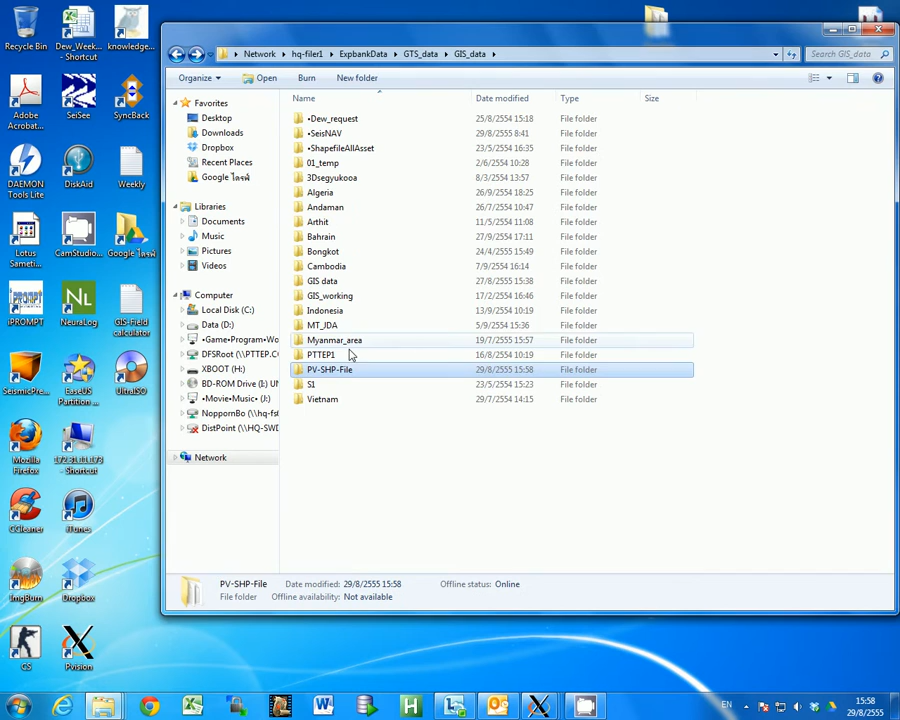 Recycle Bin
Dew_Week... - Shortcut
knowledge...
Adobe Acrobat...
SeiSee
SyncBack
DAEMON Tools Lite
DiskAid
Weekly
Lotus Sameti...
CamStudio...
Google ไดรฟ์
iPROMPT
NeuraLog
GIS-Field calculator
SeismicPre...
EaseUS Partition ...
UltraISO
Mozilla Firefox
- Shortcut
CCleaner
iTunes
ImgBurn
Dropbox
CS
Pvision
Network
hq-filer1
ExpbankData
GTS_data
GIS_data
Search GIS_data
Organize
Open
Burn
New folder
Favorites
Desktop
Downloads
Dropbox
Recent Places
Google ไดรฟ์
Libraries
Documents
Music
Pictures
Videos
Computer
Local Disk (C:)
Data (D:)
•Game•Program•Wo
DFSRoot (\\PTTEP.C
XBOOT (H:)
BD-ROM Drive (I:)
•Movie•Music• (
NoppornBo (\\hq-fs
DistPoint (\\HQ-SWD
Network
Name Date modified Type Size
•Dew_request 25/8/2554 15:18 File folder
•SeisNAV 29/8/2555 8:41 File folder
•ShapefileAllAsset 23/5/2554 16:35 File folder
01_temp 2/6/2554 10:28 File folder
3Dsegyukooa 8/3/2554 13:57 File folder
Algeria 26/9/2554 18:25 File folder
Andaman 26/7/2554 10:47 File folder
Arthit 11/5/2554 11:08 File folder
Bahrain 27/9/2554 17:11 File folder
Bongkot 24/4/2555 15:49 File folder
Cambodia 7/9/2554 16:14 File folder
GIS data 27/8/2555 15:38 File folder
GIS_working 17/2/2554 16:46 File folder
Indonesia 13/9/2554 10:19 File folder
MT_JDA 5/9/2554 15:36 File folder
Myanmar_area 19/7/2555 15:57 File folder
PTTEP1 16/8/2554 10:19 File folder
PV-SHP-File 29/8/2555 15:58 File folder
S1 23/5/2554 15:23 File folder
Vietnam 29/7/2554 14:15 File folder
PV-SHP-File Date modified: 29/8/2555 15:58 Offline status: Online
File folder Offline availability: Not available
EN
15:58
29/8/2555